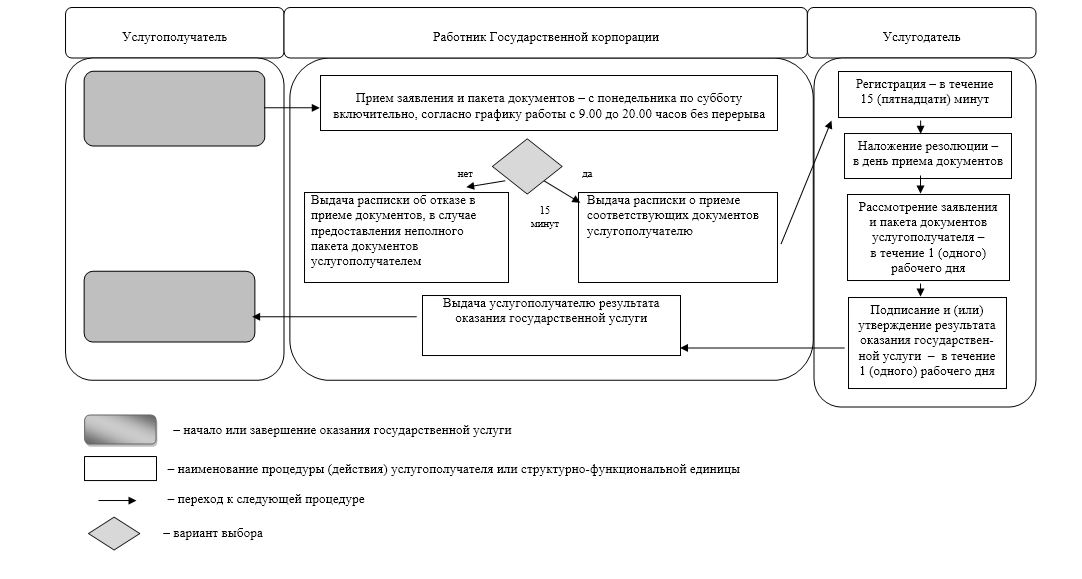 Услугополучатель
Работник Государственной корпорации
Услугодатель
Прием заявления и пакета документов – с понедельника по субботу
включительно, согласно графику работы с 9.00 до 20.00 часов без перерыва
нет
да
15
минут
Выдача расписки об отказе в
приеме документов, в случае
предоставления неполного
пакета документов
услугополучателем
Выдача расписки о приеме
соответствующих документов
услугополучателю
Выдача услугополучателю результата
оказания государственной услуги
Регистрация – в течение
15 (пятнадцати) минут
Наложение резолюции –
в день приема документов
Рассмотрение заявления
и пакета документов
услугополучателя –
в течение 1 (одного)
рабочего дня
Подписание и (или)
утверждение результата
оказания государствен-
ной услуги – в течение
1 (одного) рабочего дня
– начало или завершение оказания государственной услуги
– наименование процедуры (действия) услугополучателя или структурно-функциональной единицы
– переход к следующей процедуре
– вариант выбора